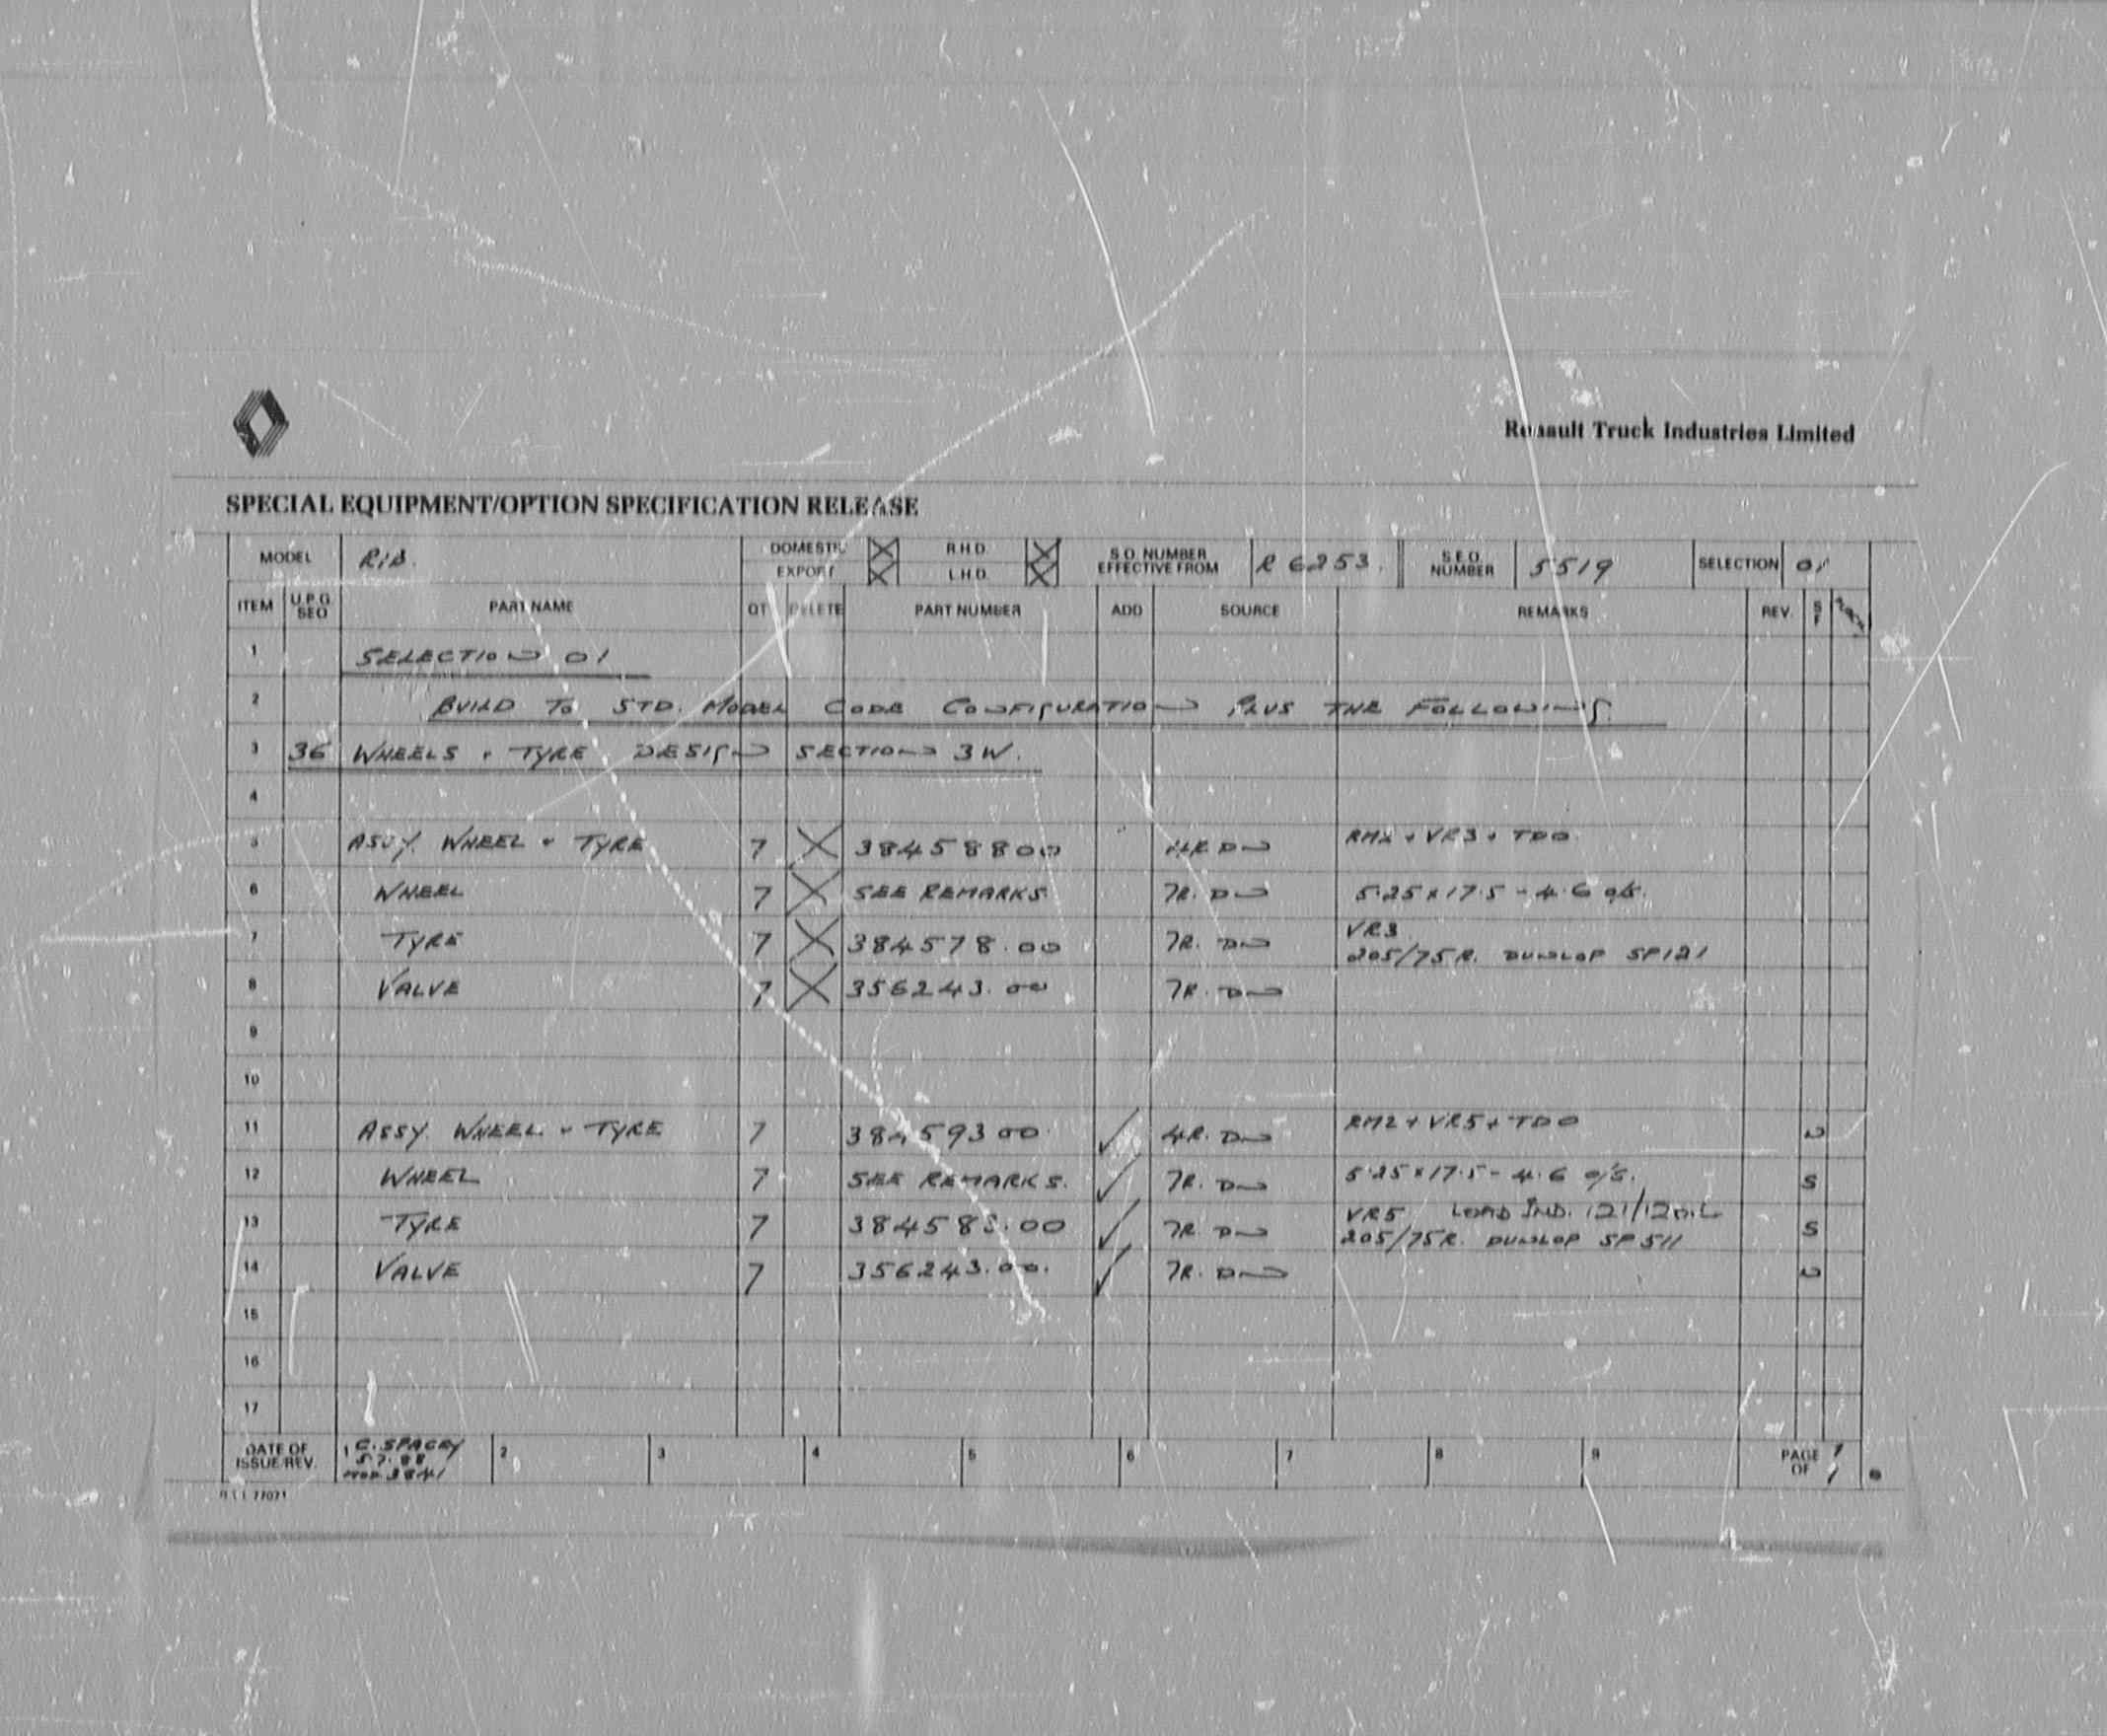 Renault Truck Industries Limited
SPECIAL EQUIPMENT/OPTION SPECIFICATION RELEASE
MODEL DOMESTIC R.H.D. S.O. NUMBER EFFECTIVE FROM R 6253. S.E.O. NUMBER 5519 SELECTION 01
EXPORT L.H.D.
ITEM U.P.G. SEQ PART NAME QT DELETE PART NUMBER ADD SOURCE REMARKS REV. S F
1 SELECTION 01
2 BUILD TO STD. MODEL CODE CONFIGURATION PLUS THE FOLLOWING.
3 36 WHEELS + TYRE DESIGN SECTION 3W.
4
5 ASSY. WHEEL + TYRE 7 X 38458800 4R DN RM2 + VR3 + TDO
6 WHEEL 7 X SEE REMARKS. 7R. DN 5.25 x 17.5 - 4.6 o/s.
7 TYRE 7 X 384578.00 7R. DN VR3
205/75R. DUNLOP SP121
8 VALVE 7 X 356243.00 7R. DN
9
10
11 ASSY. WHEEL + TYRE 7 38459300 ✓ 4R. DN RM2 + VR5 + TDO N
12 WHEEL 7 SEE REMARKS. ✓ 7R. DN 5.25 x 17.5 - 4.6 o/s. S
13 TYRE 7 384583.00 ✓ 7R. DN VR5 LOAD IND. 121/120.L S
205/75R. DUNLOP SP511
14 VALVE 7 356243.00. ✓ 7R. DN N
15
16
17
DATE OF ISSUE/REV. 1 C. SPACEY 2 3 4 5 6 7 8 9 PAGE 1 OF 1
5.7.88
MOD. 3841
77021